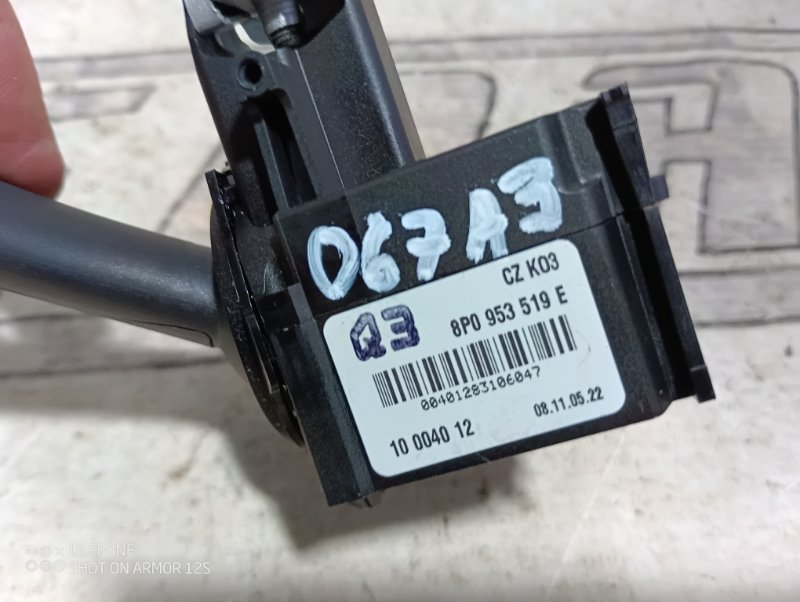 067A3
CZ K03
Q3
8P0 953 519 E
00401283106047
10 0040 12
08.11.05.22
ULEFONE
SHOT ON ARMOR 12S